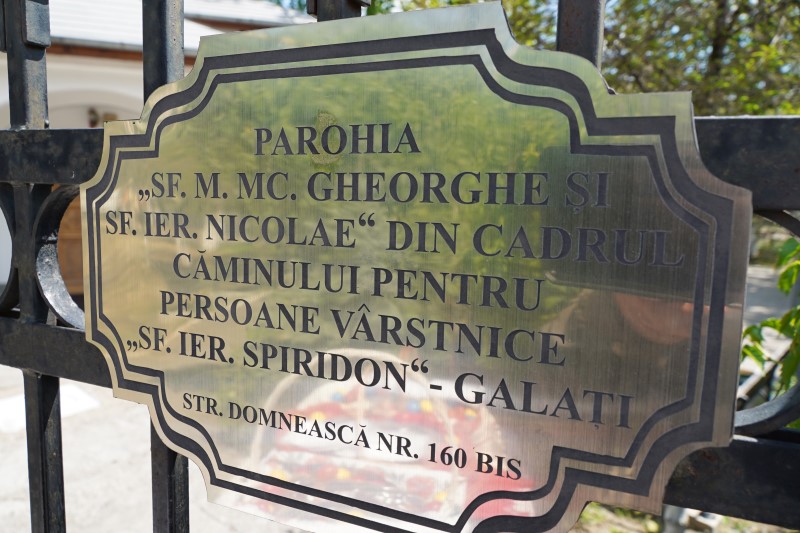 PAROHIA
„SF. M. MC. GHEORGHE ȘI
SF. IER. NICOLAE“ DIN CADRUL
CĂMINULUI PENTRU
PERSOANE VÂRSTNICE
„SF. IER. SPIRIDON“- GALAȚI
STR. DOMNEASCĂ NR. 160 BIS